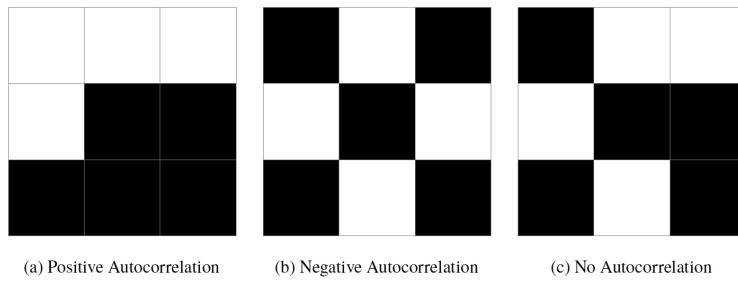 (a) Positive Autocorrelation
(b) Negative Autocorrelation
(c) No Autocorrelation